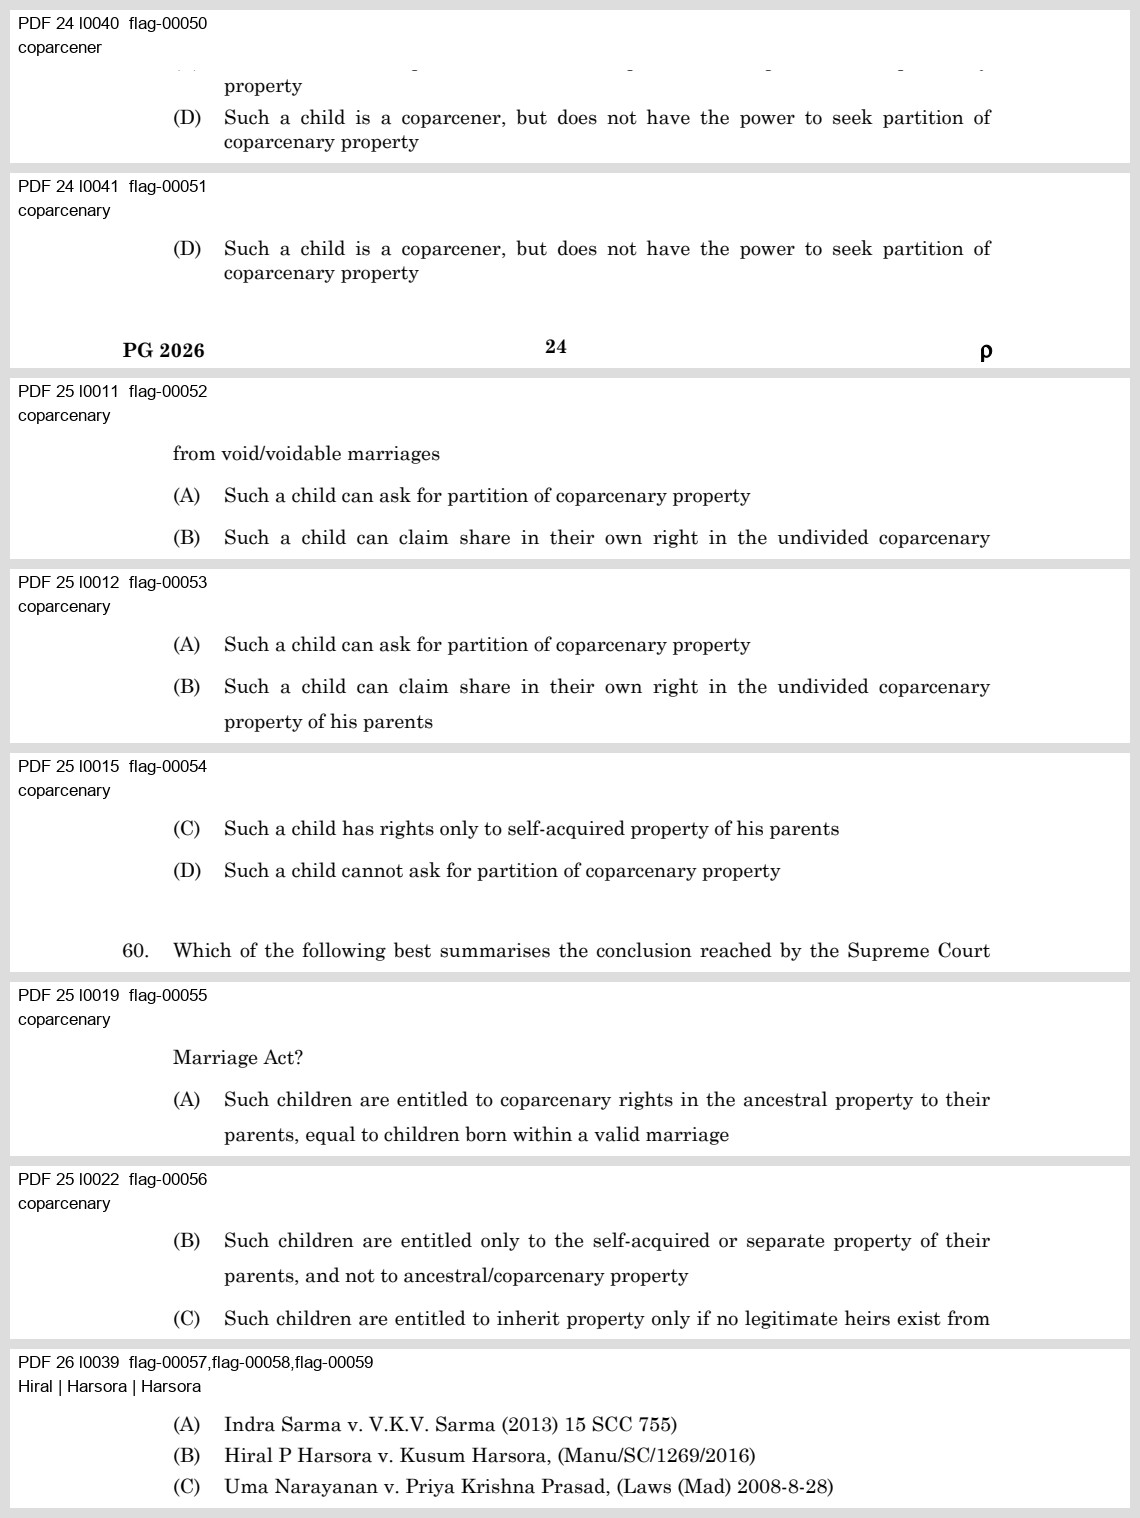 PDF 24 l0040 flag-00050
coparcener
property
(D) Such a child is a coparcener, but does not have the power to seek partition of
coparcenary property
PDF 24 l0041 flag-00051
coparcenary
(D) Such a child is a coparcener, but does not have the power to seek partition of
coparcenary property
PG 2026 24 ρ
PDF 25 l0011 flag-00052
coparcenary
from void/voidable marriages
(A) Such a child can ask for partition of coparcenary property
(B) Such a child can claim share in their own right in the undivided coparcenary
PDF 25 l0012 flag-00053
coparcenary
(A) Such a child can ask for partition of coparcenary property
(B) Such a child can claim share in their own right in the undivided coparcenary
property of his parents
PDF 25 l0015 flag-00054
coparcenary
(C) Such a child has rights only to self-acquired property of his parents
(D) Such a child cannot ask for partition of coparcenary property
60. Which of the following best summarises the conclusion reached by the Supreme Court
PDF 25 l0019 flag-00055
coparcenary
Marriage Act?
(A) Such children are entitled to coparcenary rights in the ancestral property to their
parents, equal to children born within a valid marriage
PDF 25 l0022 flag-00056
coparcenary
(B) Such children are entitled only to the self-acquired or separate property of their
parents, and not to ancestral/coparcenary property
(C) Such children are entitled to inherit property only if no legitimate heirs exist from
PDF 26 l0039 flag-00057,flag-00058,flag-00059
Hiral | Harsora | Harsora
(A) Indra Sarma v. V.K.V. Sarma (2013) 15 SCC 755)
(B) Hiral P Harsora v. Kusum Harsora, (Manu/SC/1269/2016)
(C) Uma Narayanan v. Priya Krishna Prasad, (Laws (Mad) 2008-8-28)